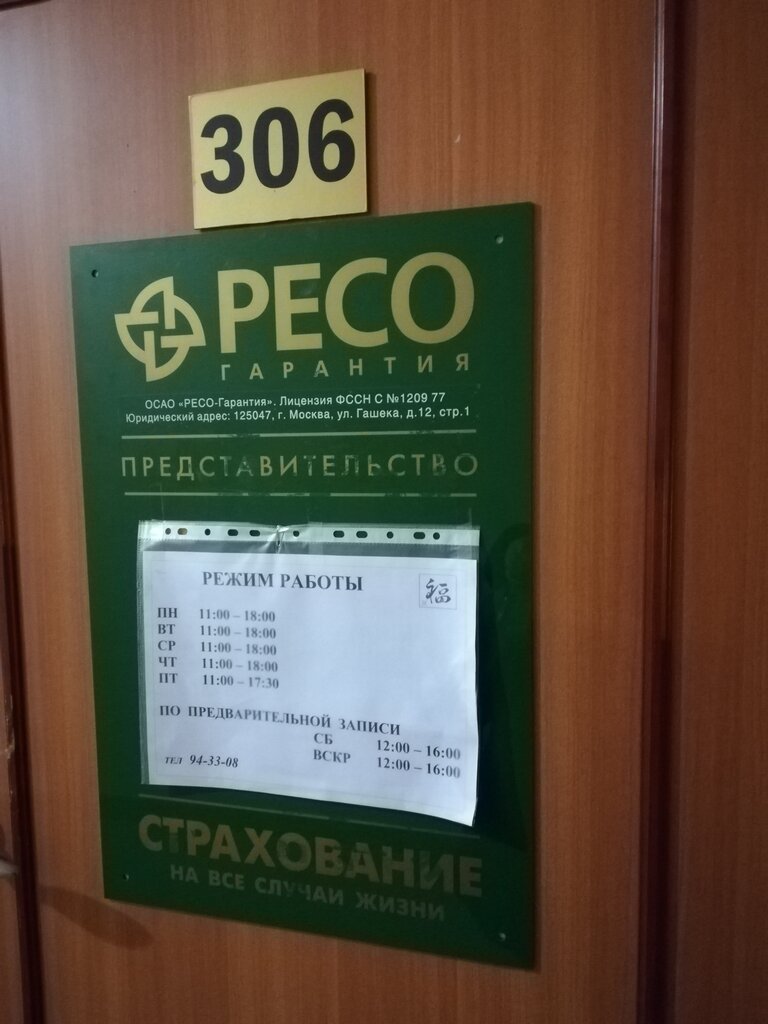 306
РЕСО
ГАРАНТИЯ
ОСАО «РЕСО-Гарантия». Лицензия ФССН С №1209 77
Юридический адрес: 125047, г. Москва, ул. Гашека, д.12, стр.1
ПРЕДСТАВИТЕЛЬСТВО
РЕЖИМ РАБОТЫ
福
ПН 11:00 – 18:00
ВТ 11:00 – 18:00
СР 11:00 – 18:00
ЧТ 11:00 – 18:00
ПТ 11:00 – 17:30
ПО ПРЕДВАРИТЕЛЬНОЙ ЗАПИСИ
СБ 12:00 – 16:00
ВСКР 12:00 – 16:00
ТЕЛ 94-33-08
СТРАХОВАНИЕ
НА ВСЕ СЛУЧАИ ЖИЗНИ